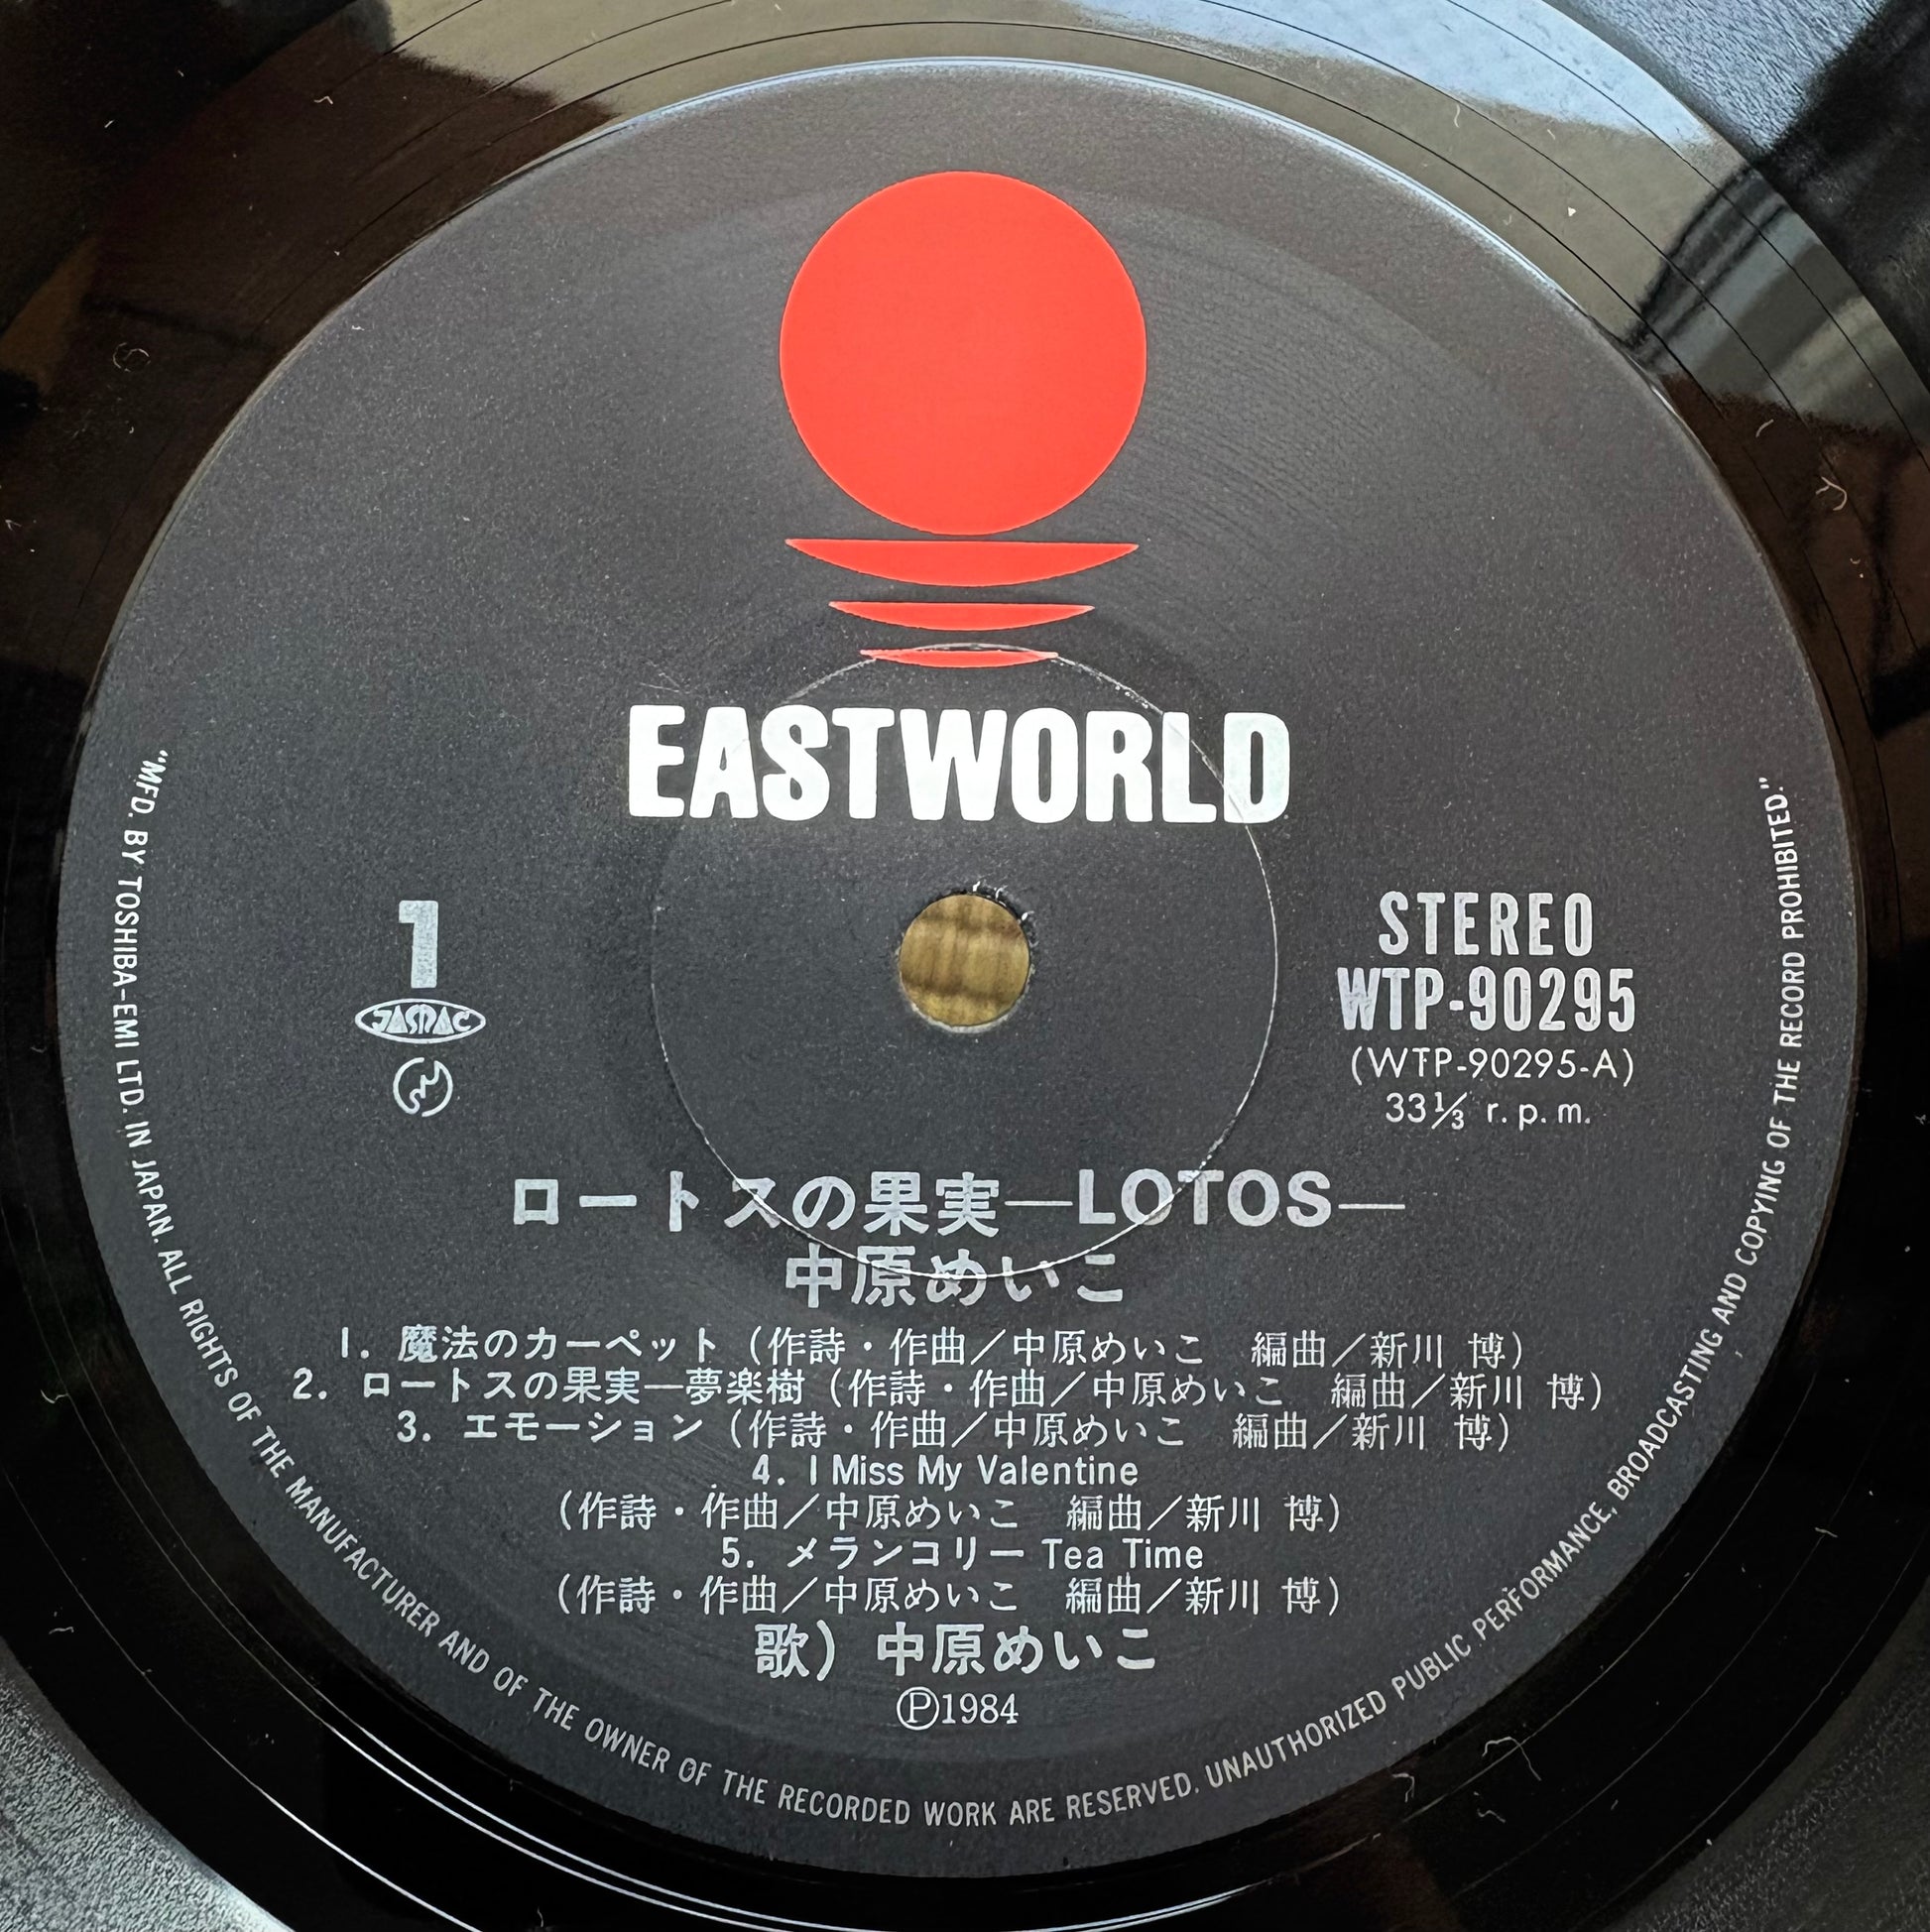 EASTWORLD
1
JASRAC
STEREO
WTP-90295
(WTP-90295-A)
33⅓ r.p.m.
ロートスの果実―LOTOS―
中原めいこ
1. 魔法のカーペット (作詩・作曲／中原めいこ　編曲／新川 博)
2. ロートスの果実―夢楽樹 (作詩・作曲／中原めいこ　編曲／新川 博)
3. エモーション (作詩・作曲／中原めいこ　編曲／新川 博)
4. I Miss My Valentine
(作詩・作曲／中原めいこ　編曲／新川 博)
5. メランコリー Tea Time
(作詩・作曲／中原めいこ　編曲／新川 博)
歌) 中原めいこ
Ⓟ1984
"MFD. BY TOSHIBA-EMI LTD. IN JAPAN. ALL RIGHTS OF THE MANUFACTURER AND OF THE OWNER OF THE RECORDED WORK ARE RESERVED. UNAUTHORIZED PUBLIC PERFORMANCE, BROADCASTING AND COPYING OF THE RECORD PROHIBITED."